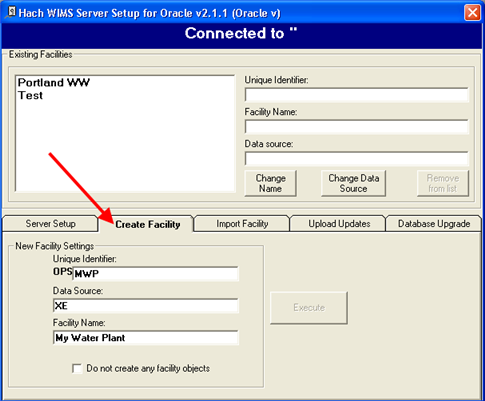 Hach WIMS Server Setup for Oracle v2.1.1 (Oracle v)
Connected to ''
Existing Facilities
Portland WW
Test
Unique Identifier:
Facility Name:
Data source:
Change Name
Change Data Source
Remove from list
Server Setup Create Facility Import Facility Upload Updates Database Upgrade
New Facility Settings
Unique Identifier:
OPS MWP
Data Source:
XE
Execute
Facility Name:
My Water Plant
Do not create any facility objects